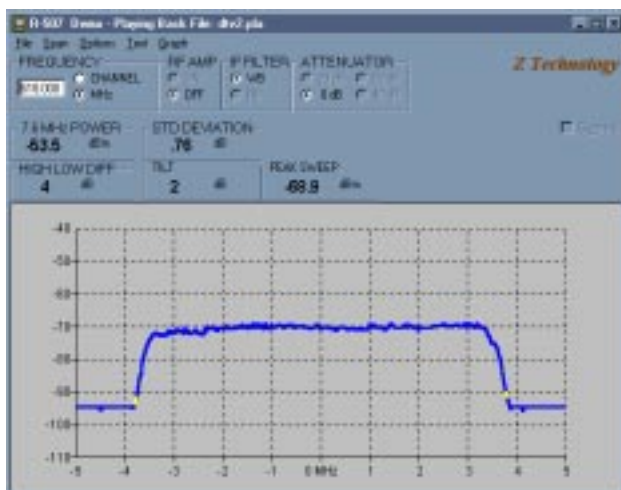 R-507 Demo - Playing Back File: dtv2.pla
File Span Options Tool Graph
FREQUENCY RF AMP IF FILTER ATTENUATOR Z Technology
CHANNEL WB
MHz OFF 0 dB
7.6 MHz POWER STD DEVIATION
-63.5 dBm .76 dB
HIGH LOW DIFF TILT PEAK SWEEP
4 dB 2 dB -68.9 dBm
-40
-50
-60
-70
-80
-90
-100
-110
-5 -4 -3 -2 -1 0 MHz 1 2 3 4 5